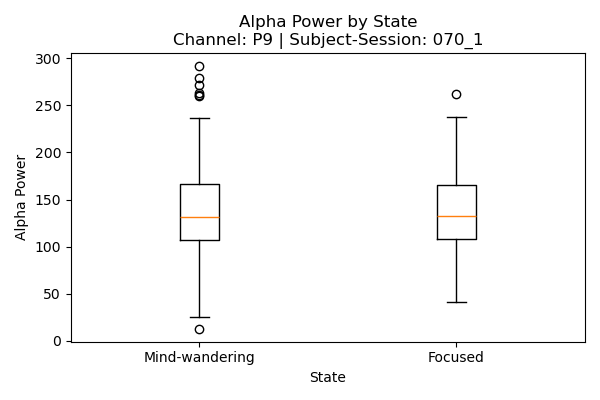 Alpha Power by State
Channel: P9 | Subject-Session: 070_1
300
250
200
150
100
50
0
Alpha Power
Mind-wandering
Focused
State